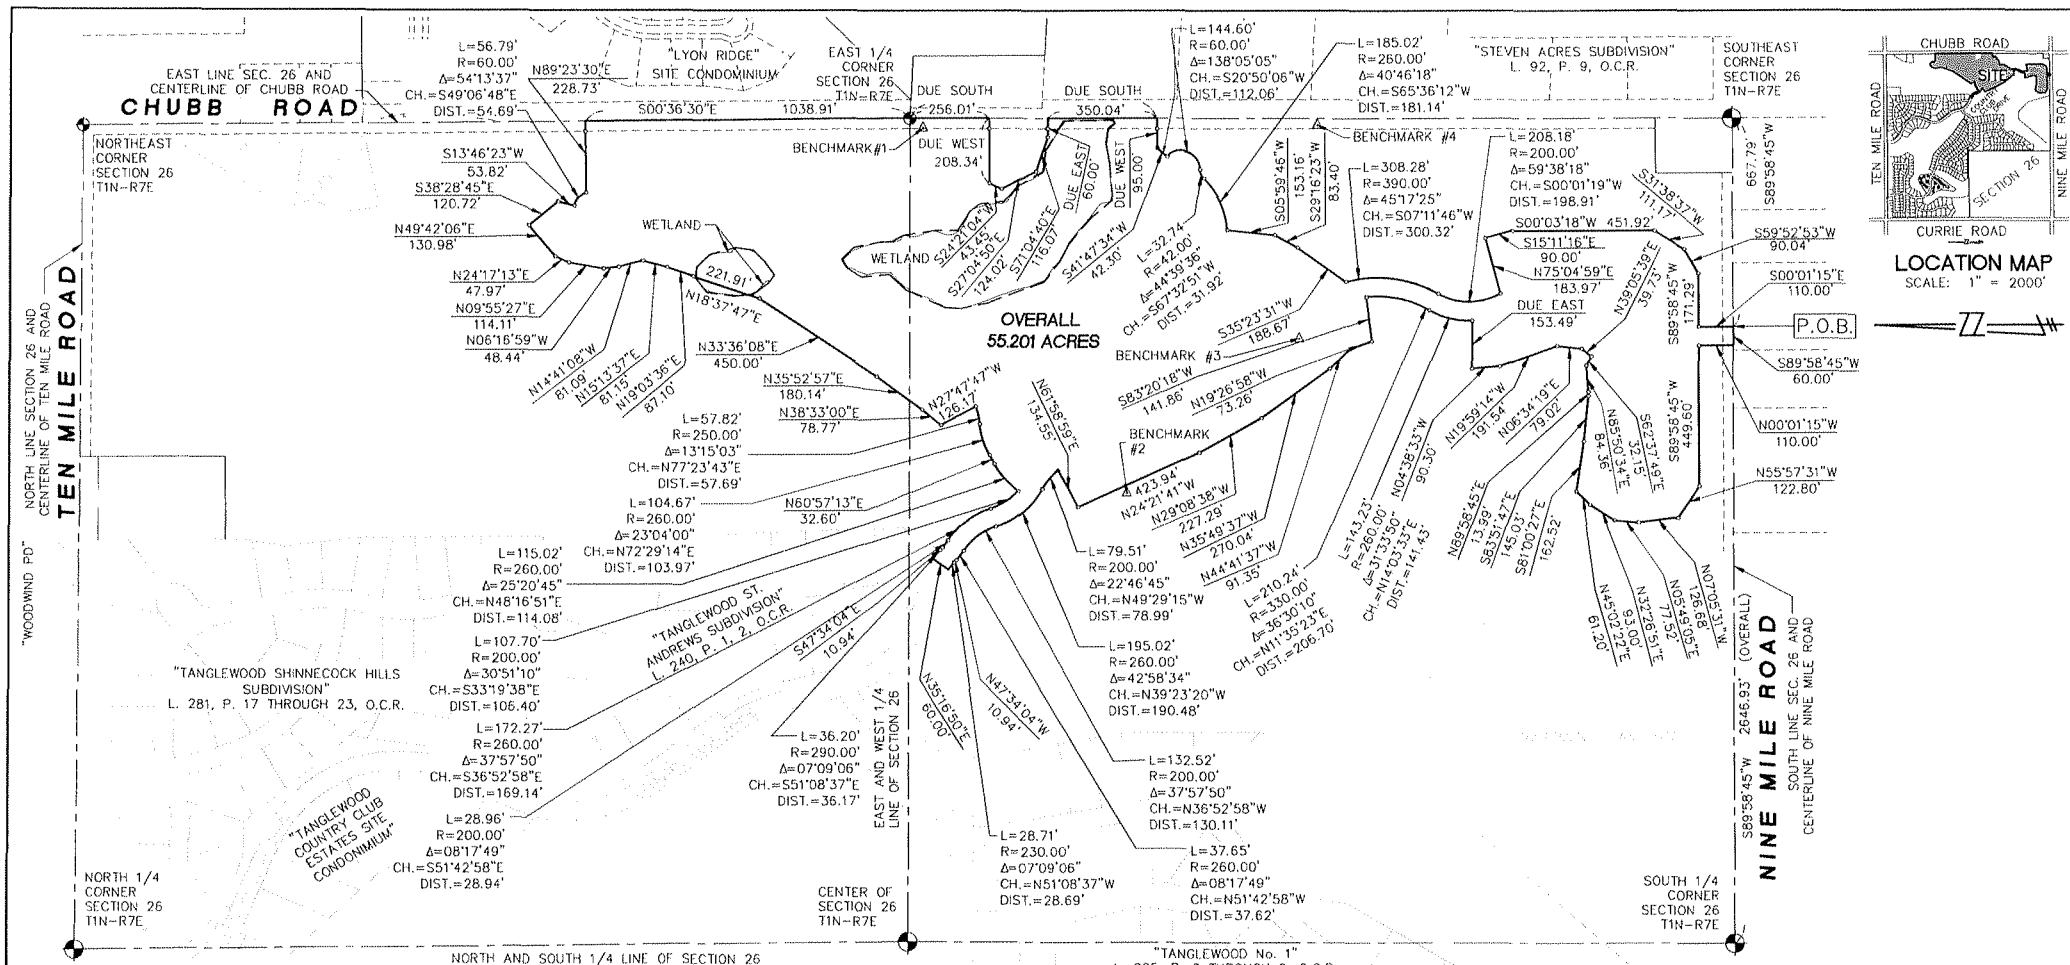 L=56.79'
R=60.00'
Δ=54°13'37"
CH.=S49°06'48"E
DIST.=54.69'
N89°23'30"E
228.73'
"LYON RIDGE"
SITE CONDOMINIUM
EAST 1/4
CORNER
SECTION 26
T1N-R7E
EAST LINE SEC. 26 AND
CENTERLINE OF CHUBB ROAD
CHUBB ROAD
S00°36'30"E 1038.91'
DUE SOUTH
256.01'
DUE SOUTH
350.04'
L=144.60'
R=60.00'
Δ=138°05'05"
CH.=S20°50'06"W
DIST.=112.06'
L=185.02'
R=260.00'
Δ=40°46'18"
CH.=S65°36'12"W
DIST.=181.14'
"STEVEN ACRES SUBDIVISION"
L. 92, P. 9, O.C.R.
SOUTHEAST
CORNER
SECTION 26
T1N-R7E
CHUBB ROAD
SITE
COUNTRY
CLUB
DRIVE
TEN MILE ROAD
NINE MILE ROAD
SECTION 26
CURRIE ROAD
LOCATION MAP
SCALE: 1" = 2000'
NORTHEAST
CORNER
SECTION 26
T1N-R7E
BENCHMARK#1
DUE WEST
208.34'
BENCHMARK #4
S13°46'23"W
53.82'
S38°28'45"E
120.72'
N49°42'06"E
130.98'
N24°17'13"E
47.97'
N09°55'27"E
114.11'
N06°16'59"W
48.44'
N14°41'08"W
81.09'
N15°13'37"E
81.15'
N19°03'36"E
87.10'
WETLAND
221.91'
N18°37'47"E
N33°36'08"E
450.00'
N35°52'57"E
180.14'
N38°33'00"E
78.77'
N27°47'47"W
126.17'
WETLAND
S24°21'04"W
43.45'
S27°04'50"E
124.02'
S71°04'40"E
116.07'
DUE EAST
60.00'
DUE WEST
95.00'
S41°47'34"W
42.30'
L=32.74'
R=42.00'
Δ=44°39'36"
CH=S67°32'51"W
DIST.=31.92'
S05°59'46"W
153.16'
S29°16'23"W
83.40'
L=308.28'
R=390.00'
Δ=45°17'25"
CH=S07°11'46"W
DIST.=300.32'
L=208.18'
R=200.00'
Δ=59°38'18"
CH=S00°01'19"W
DIST.=198.91'
S00°03'18"W 451.92'
S15°11'16"E
90.00'
N75°04'59"E
183.97'
DUE EAST
153.49'
S31°38'37"W
111.17'
667.79'
S89°58'45"W
S59°52'53"W
90.04'
S00°01'15"E
110.00'
P.O.B.
S89°58'45"W
60.00'
N00°01'15"W
110.00'
N55°57'31"W
122.80'
S89°58'45"W
171.29'
S89°58'45"W
449.60'
N39°05'39"E
39.73'
OVERALL
55.201 ACRES
S35°23'31"W
188.67'
BENCHMARK #3
S83°20'18"W
141.86'
N19°26'58"W
73.26'
N61°58'59"E
134.55'
BENCHMARK
#2
423.94'
N24°21'41"W
N29°08'38"W
227.29'
N35°49'37"W
270.04'
N44°41'37"W
91.35'
L=210.24'
R=330.00'
Δ=36°30'10"
CH.=N11°35'23"E
DIST.=206.70'
L=143.23'
R=260.00'
Δ=31°33'50"
CH.=N14°03'33"E
DIST=141.43'
N04°38'33"W
90.30'
N19°59'14"W
191.54'
N06°34'19"E
79.02'
S62°37'49"E
32.15'
N85°50'34"E
84.36'
N89°58'45"E
13.99'
S83°51'47"E
145.03'
S81°00'27"E
162.52'
N45°02'22"E
61.20'
N32°26'51"E
93.00'
N05°49'05"E
77.52'
N07°05'31"W
126.68'
L=57.82'
R=250.00'
Δ=13°15'03"
CH=N77°23'43"E
DIST.=57.69'
L=104.67'
R=260.00'
Δ=23°04'00"
CH=N72°29'14"E
DIST.=103.97'
N60°57'13"E
32.60'
L=115.02'
R=260.00'
Δ=25°20'45"
CH=N48°16'51"E
DIST.=114.08'
L=107.70'
R=200.00'
Δ=30°51'10"
CH=S33°19'38"E
DIST.=106.40'
L=172.27'
R=260.00'
Δ=37°57'50"
CH=S36°52'58"E
DIST.=169.14'
L=28.96'
R=200.00'
Δ=08°17'49"
CH.=S51°42'58"E
DIST.=28.94'
"TANGLEWOOD ST.
ANDREWS SUBDIVISION"
L. 240, P. 1, 2, O.C.R.
S47°34'04"E
10.94'
L=36.20'
R=290.00'
Δ=07°09'06"
CH.=S51°08'37"E
DIST.=36.17'
N35°16'50"E
60.00'
N47°34'04"W
10.94'
L=79.51'
R=200.00'
Δ=22°46'45"
CH=N49°29'15"W
DIST.=78.99'
L=195.02'
R=260.00'
Δ=42°58'34"
CH.=N39°23'20"W
DIST.=190.48'
L=132.52'
R=200.00'
Δ=37°57'50"
CH.=N36°52'58"W
DIST.=130.11'
L=28.71'
R=230.00'
Δ=07°09'06"
CH.=N51°08'37"W
DIST.=28.69'
L=37.65'
R=260.00'
Δ=08°17'49"
CH.=N51°42'58"W
DIST.=37.62'
NORTH LINE SECTION 26 AND
CENTERLINE OF TEN MILE ROAD
TEN MILE ROAD
"WOODWIND PD"
"TANGLEWOOD SHINNECOCK HILLS
SUBDIVISION"
L. 281, P. 17 THROUGH 23, O.C.R.
"TANGLEWOOD
COUNTRY CLUB
ESTATES SITE
CONDONIMIUM"
NORTH 1/4
CORNER
SECTION 26
T1N-R7E
EAST AND WEST 1/4
LINE OF SECTION 26
CENTER OF
SECTION 26
T1N-R7E
SOUTH 1/4
CORNER
SECTION 26
T1N-R7E
S89°58'45"W 2646.93' (OVERALL)
NINE MILE ROAD
SOUTH LINE SEC. 26 AND
CENTERLINE OF NINE MILE ROAD
NORTH AND SOUTH 1/4 LINE OF SECTION 26
"TANGLEWOOD No. 1"